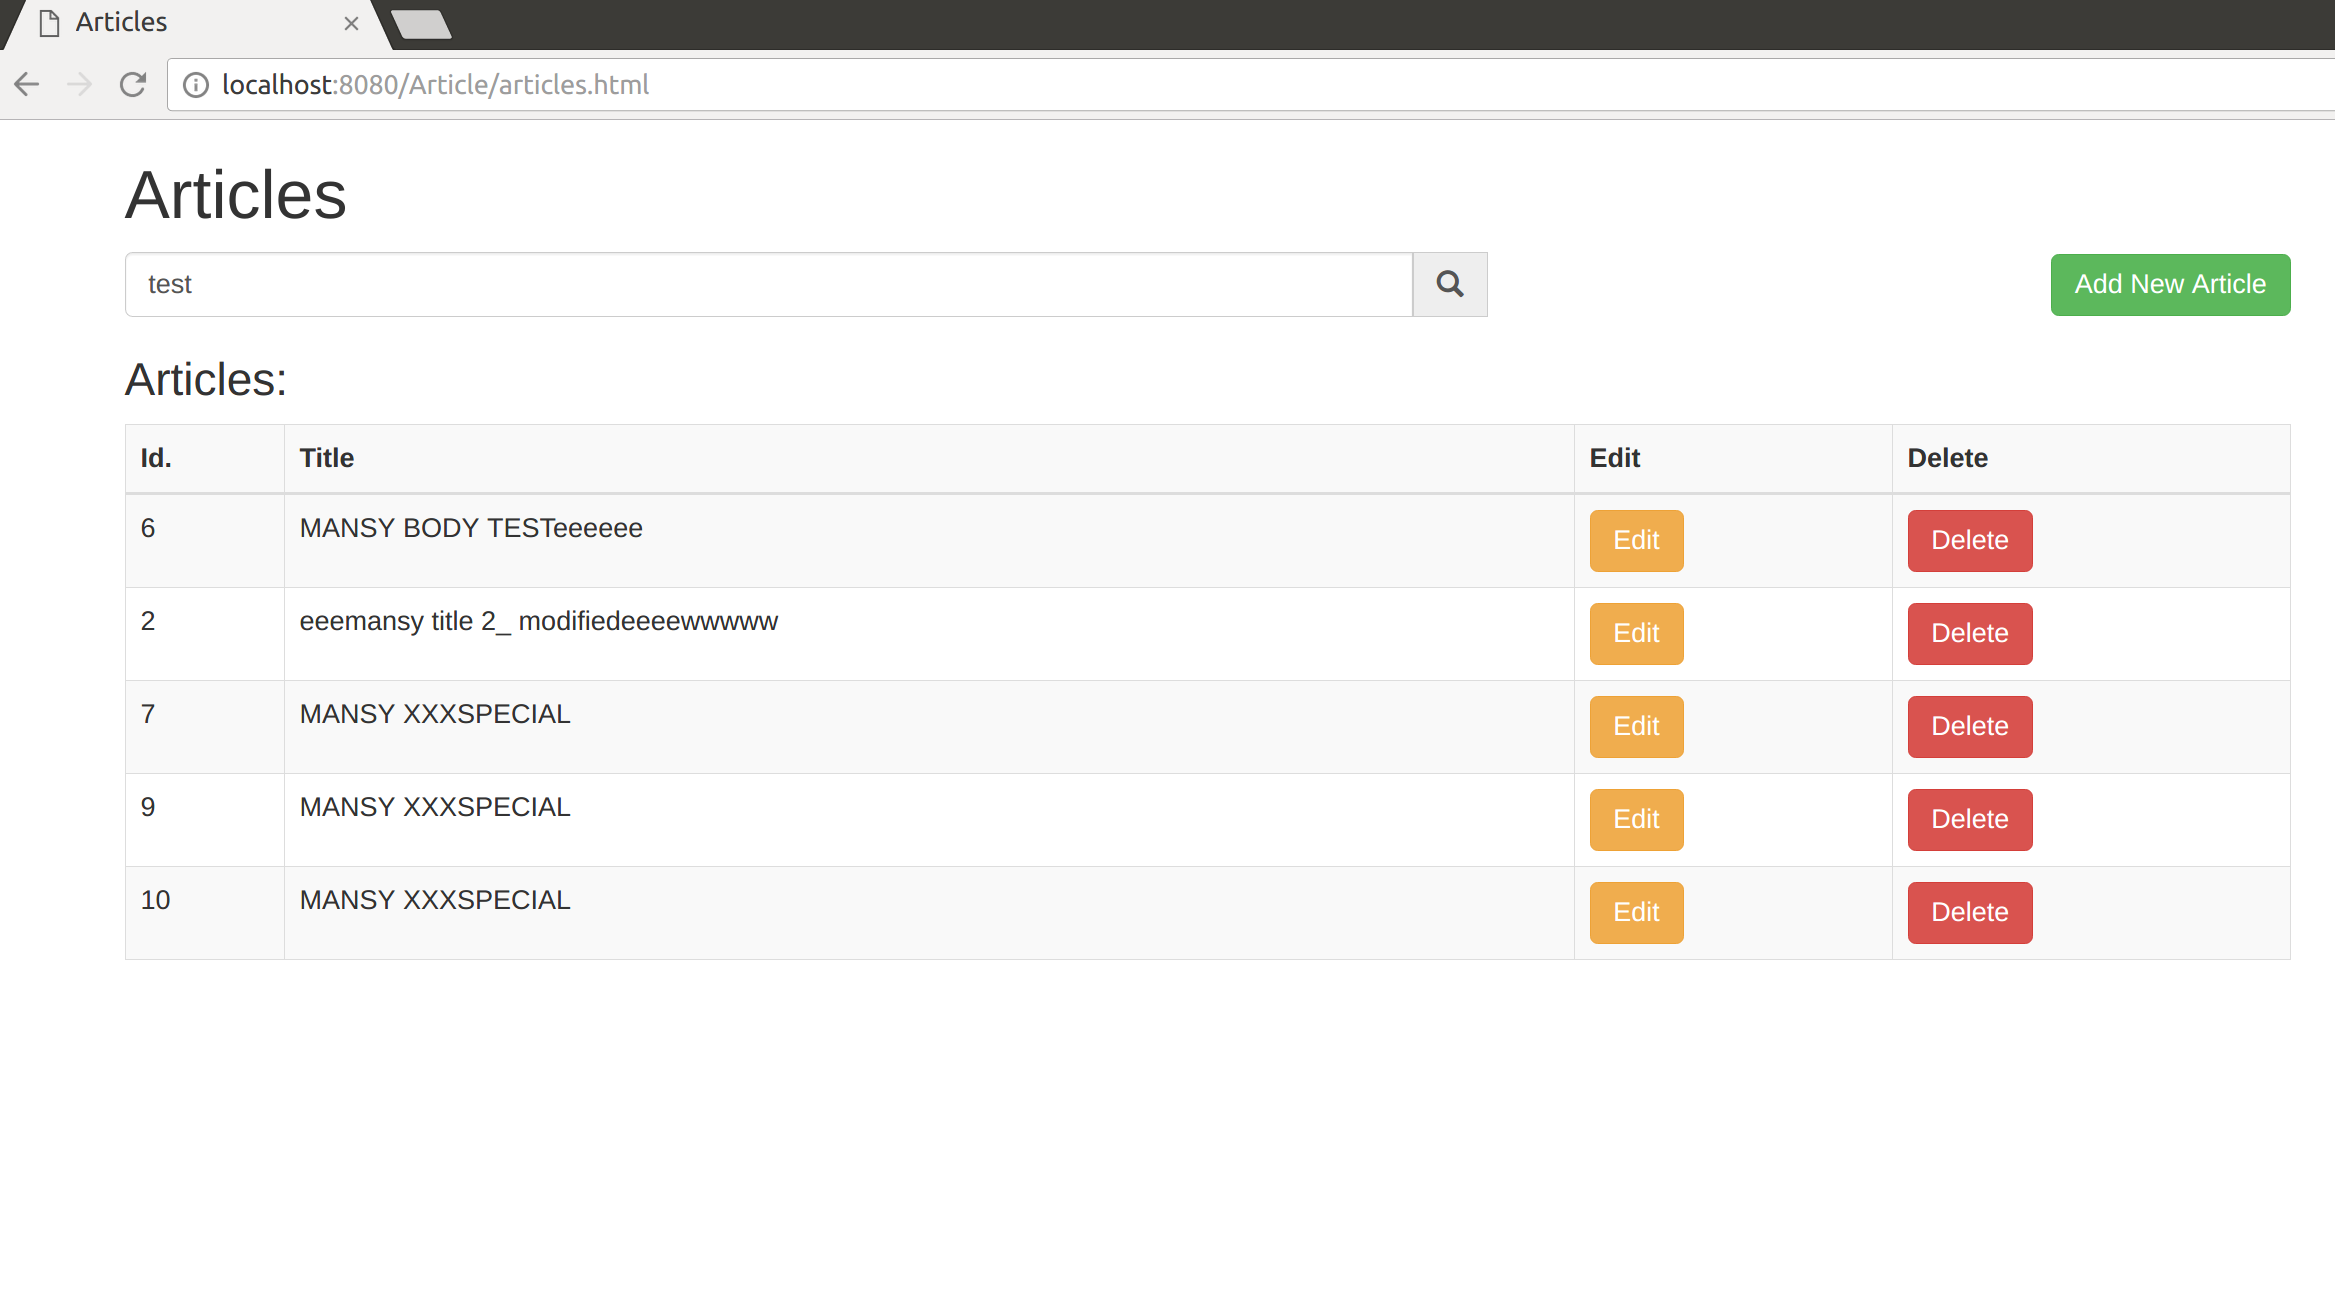 Articles
localhost:8080/Article/articles.html
Articles
test
Add New Article
Articles:
Id. Title Edit Delete
6 MANSY BODY TESTeeeeee Edit Delete
2 eeemansy title 2_ modifiedeeeewwwww Edit Delete
7 MANSY XXXSPECIAL Edit Delete
9 MANSY XXXSPECIAL Edit Delete
10 MANSY XXXSPECIAL Edit Delete